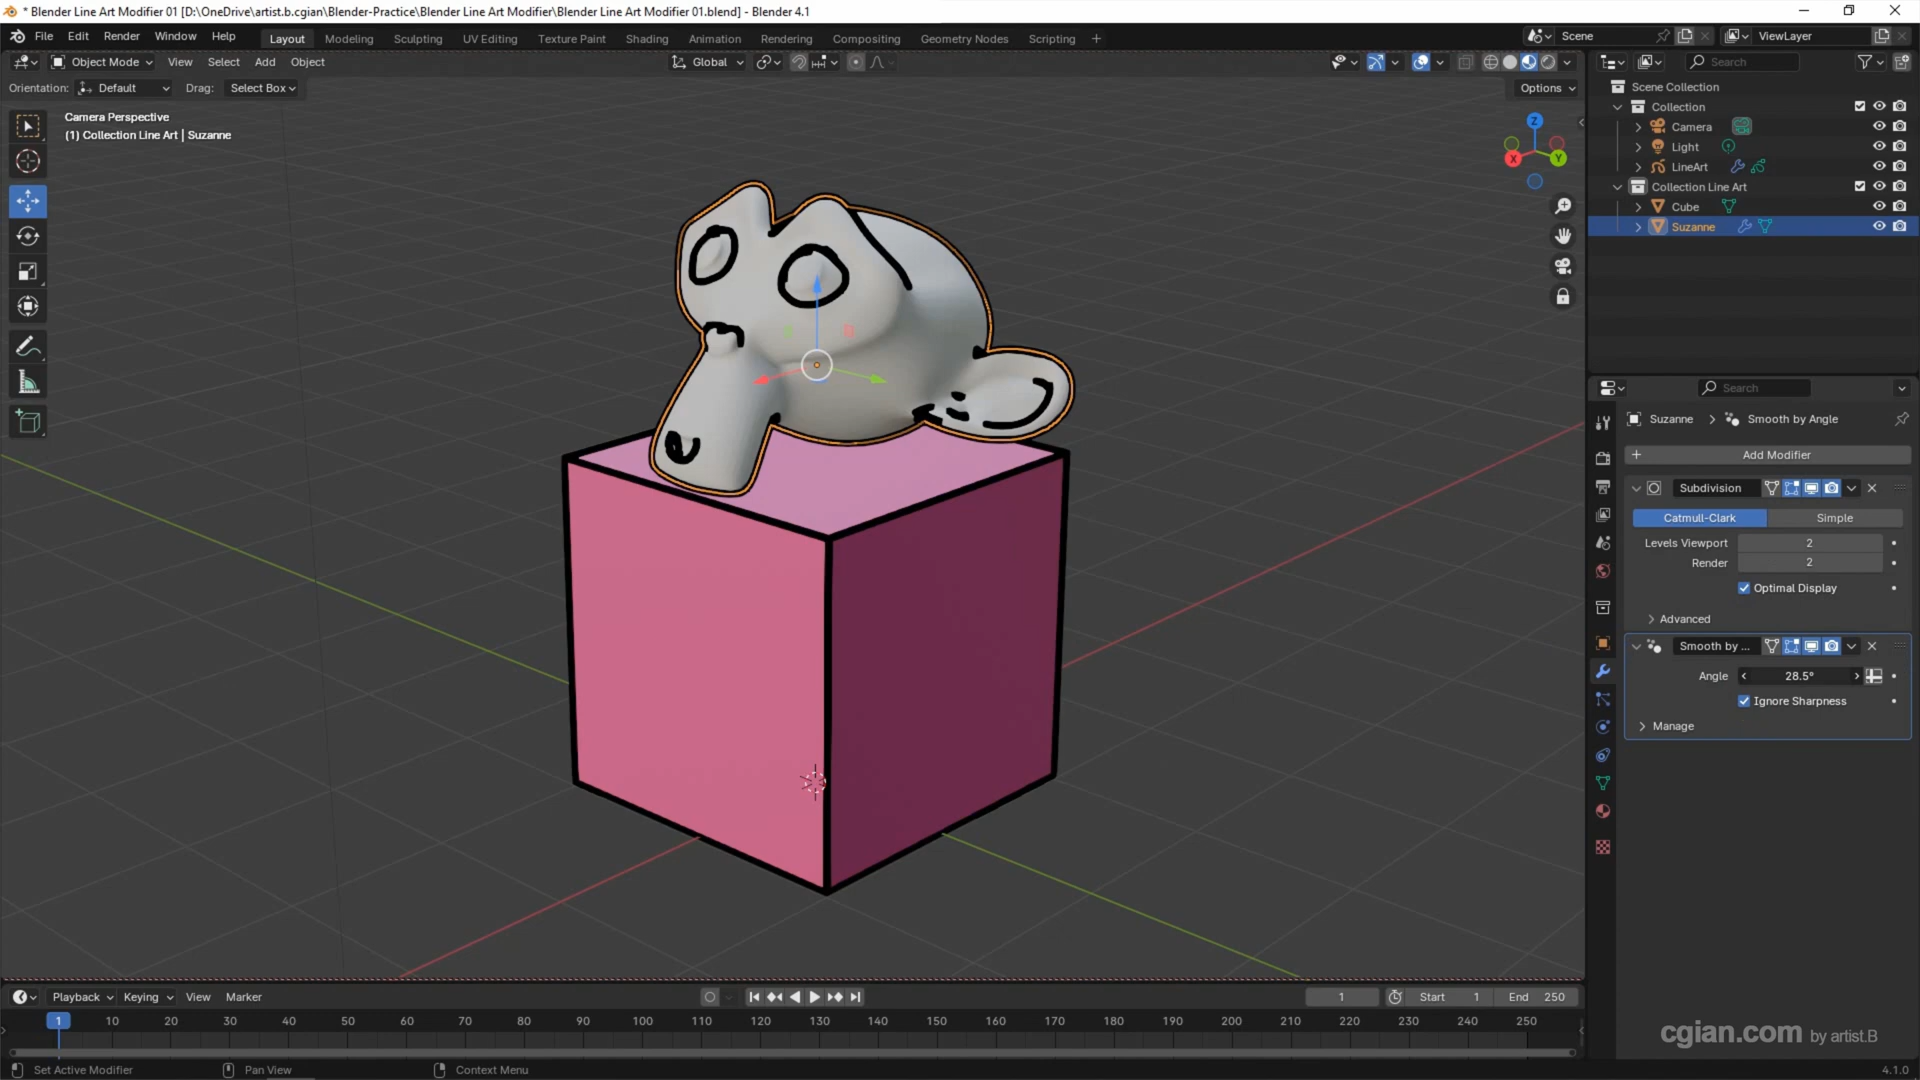 * Blender Line Art Modifier 01 [D:\OneDrive\artist.b.cgian\Blender-Practice\Blender Line Art Modifier\Blender Line Art Modifier 01.blend] - Blender 4.1
File Edit Render Window Help Layout Modeling Sculpting UV Editing Texture Paint Shading Animation Rendering Compositing Geometry Nodes Scripting + Scene ViewLayer
Object Mode View Select Add Object Global Search
Orientation: Default Drag: Select Box Options
Scene Collection
Collection
Camera
Light
LineArt
Collection Line Art
Cube
Suzanne
Camera Perspective
(1) Collection Line Art | Suzanne
Z
X
Y
Search
Suzanne > Smooth by Angle
+ Add Modifier
Subdivision
Catmull-Clark Simple
Levels Viewport 2
Render 2
Optimal Display
Advanced
Smooth by ...
Angle 28.5°
Ignore Sharpness
Manage
Playback Keying View Marker 1 Start 1 End 250
1 10 20 30 40 50 60 70 80 90 100 110 120 130 140 150 160 170 180 190 200 210 220 230 240 250
cgian.com by artist.B
Set Active Modifier Pan View Context Menu 4.1.0